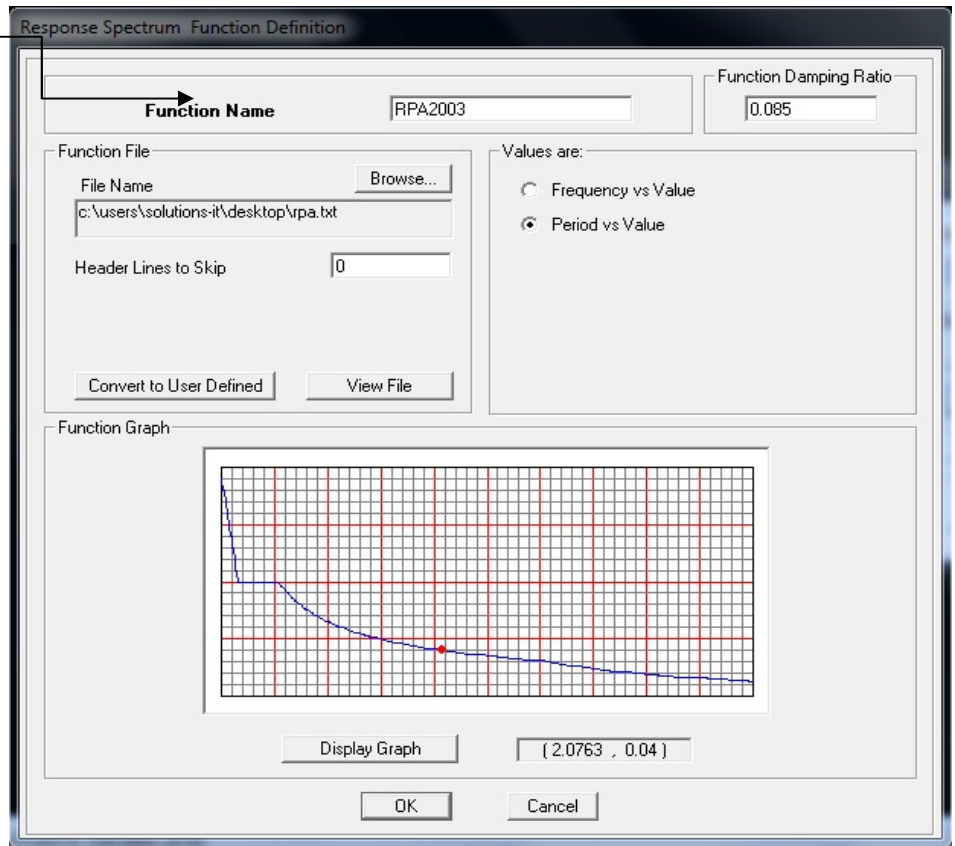 Response Spectrum Function Definition
Function Name
RPA2003
Function Damping Ratio
0.085
Function File
File Name
Browse...
c:\users\solutions-it\desktop\rpa.txt
Header Lines to Skip
0
Convert to User Defined
View File
Values are:
Frequency vs Value
Period vs Value
Function Graph
Display Graph
( 2.0763 , 0.04 )
OK
Cancel